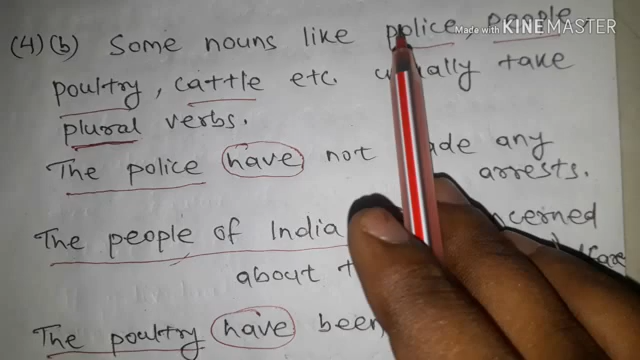 Made with KINEMASTER
(4) (b) Some nouns like police, people
poultry, cattle etc. usually take
plural verbs.
The police have not made any
arrests.
The people of India concerned
about
The poultry have been